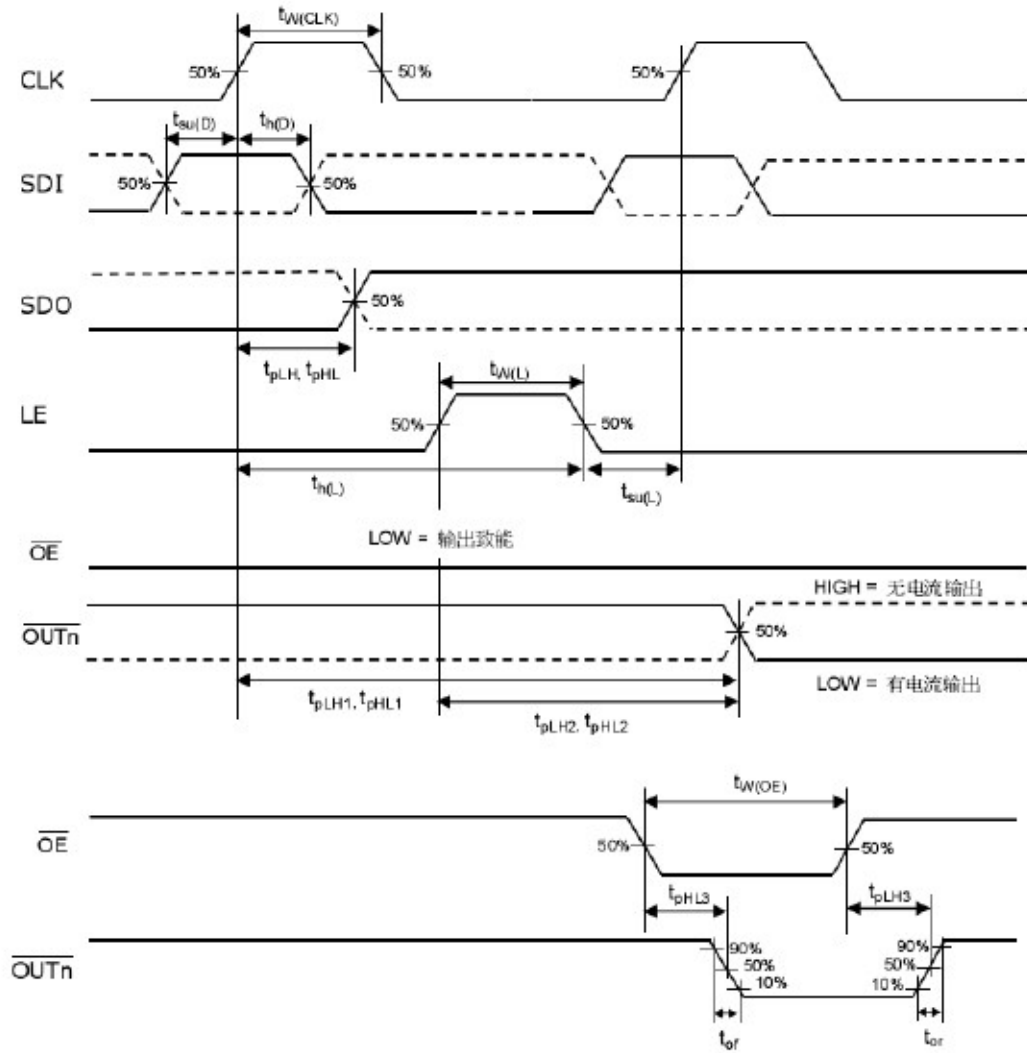 tW(CLK)
CLK
50%
50%
50%
tsu(D)
th(D)
SDI
50%
50%
SDO
50%
tpLH, tpHL
tW(L)
LE
50%
50%
th(L)
tsu(L)
LOW = 输出致能
OE
HIGH = 无电流输出
OUTn
50%
LOW = 有电流输出
tpLH1, tpHL1
tpLH2, tpHL2
tW(OE)
OE
50%
50%
tpHL3
tpLH3
OUTn
90%
50%
10%
90%
50%
10%
tof
tor